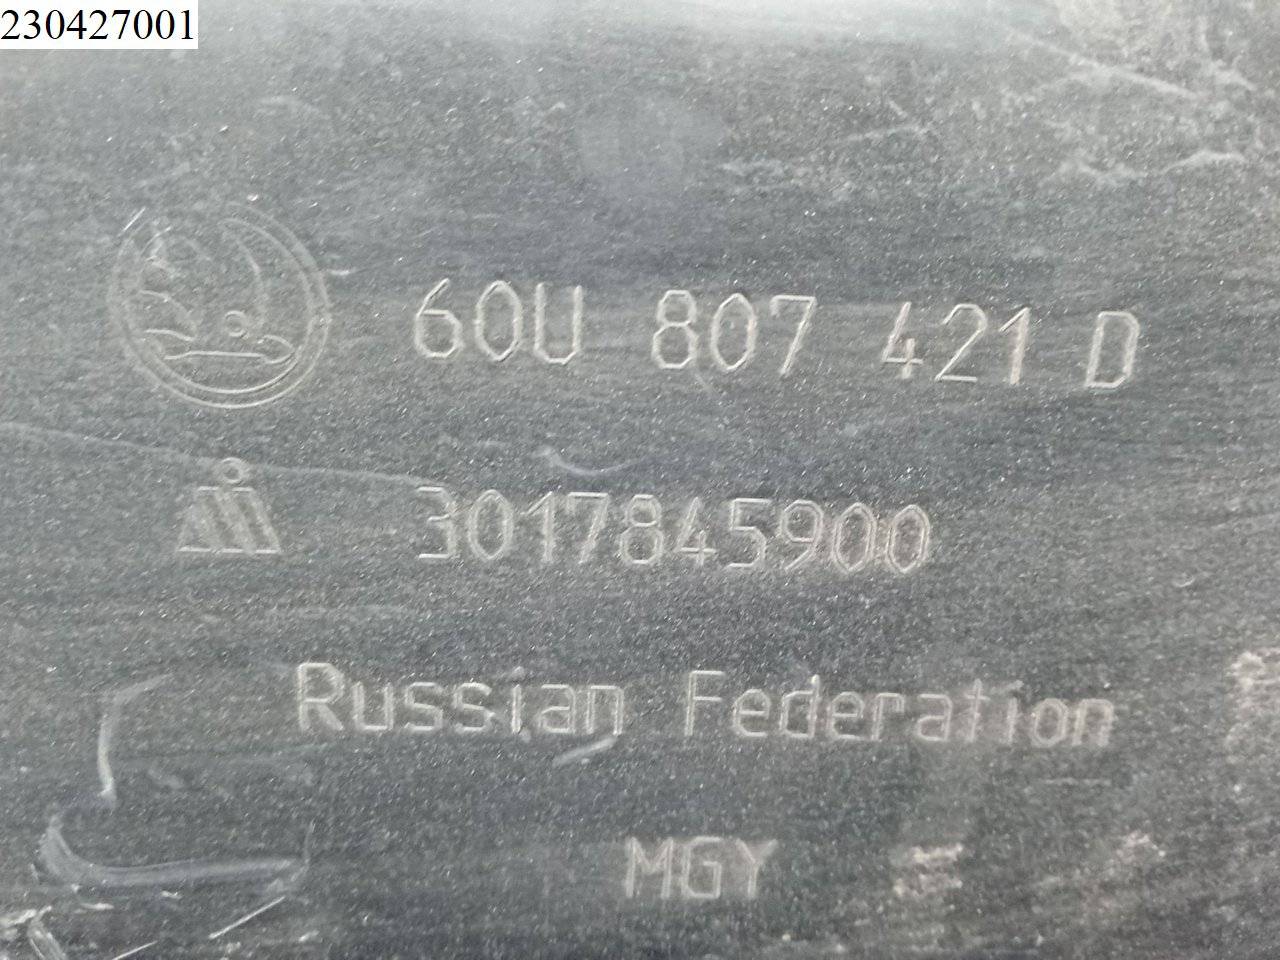 230427001
60U 807 421 D
3017845900
Russian Federation
MGY